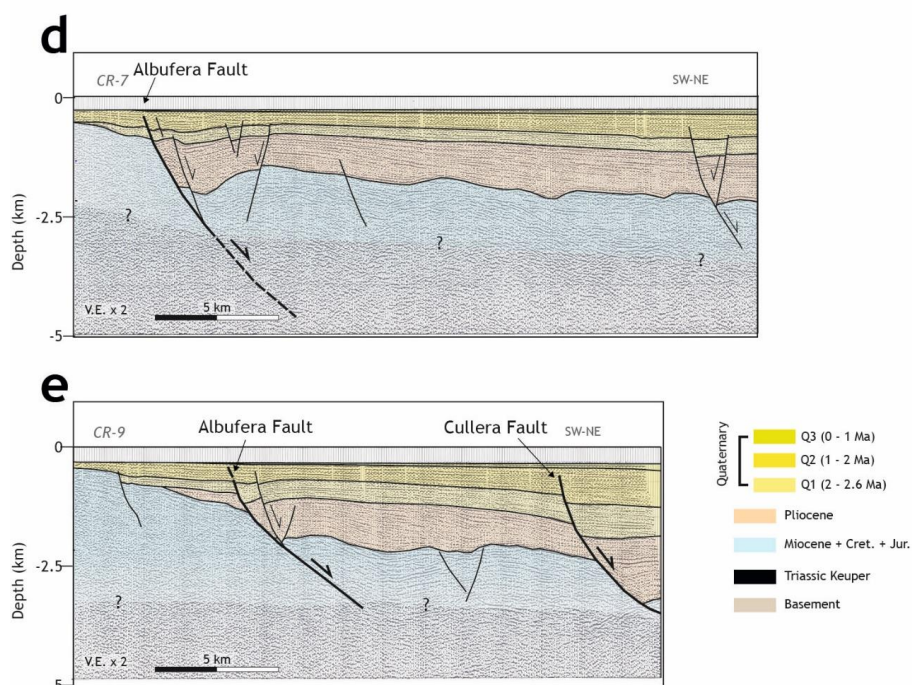 d
Albufera Fault
CR-7
SW-NE
0
-2.5
-5
Depth (km)
?
?
?
V.E. x 2
5 km
e
Albufera Fault
Cullera Fault
CR-9
SW-NE
0
-2.5
Depth (km)
?
?
V.E. x 2
5 km
Quaternary
Q3 (0 - 1 Ma)
Q2 (1 - 2 Ma)
Q1 (2 - 2.6 Ma)
Pliocene
Miocene + Cret. + Jur.
Triassic Keuper
Basement